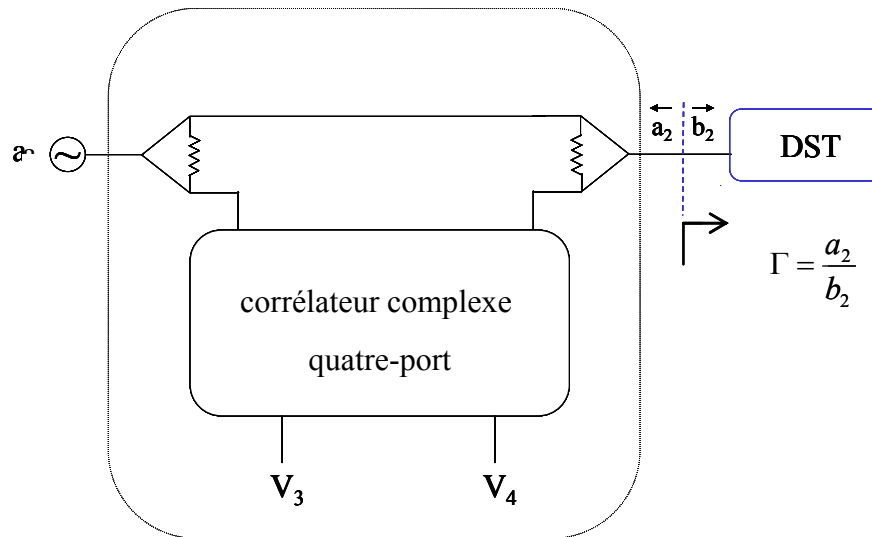 a
~
a₂
b₂
DST
Γ = a₂ / b₂
corrélateur complexe
quatre-port
V₃
V₄